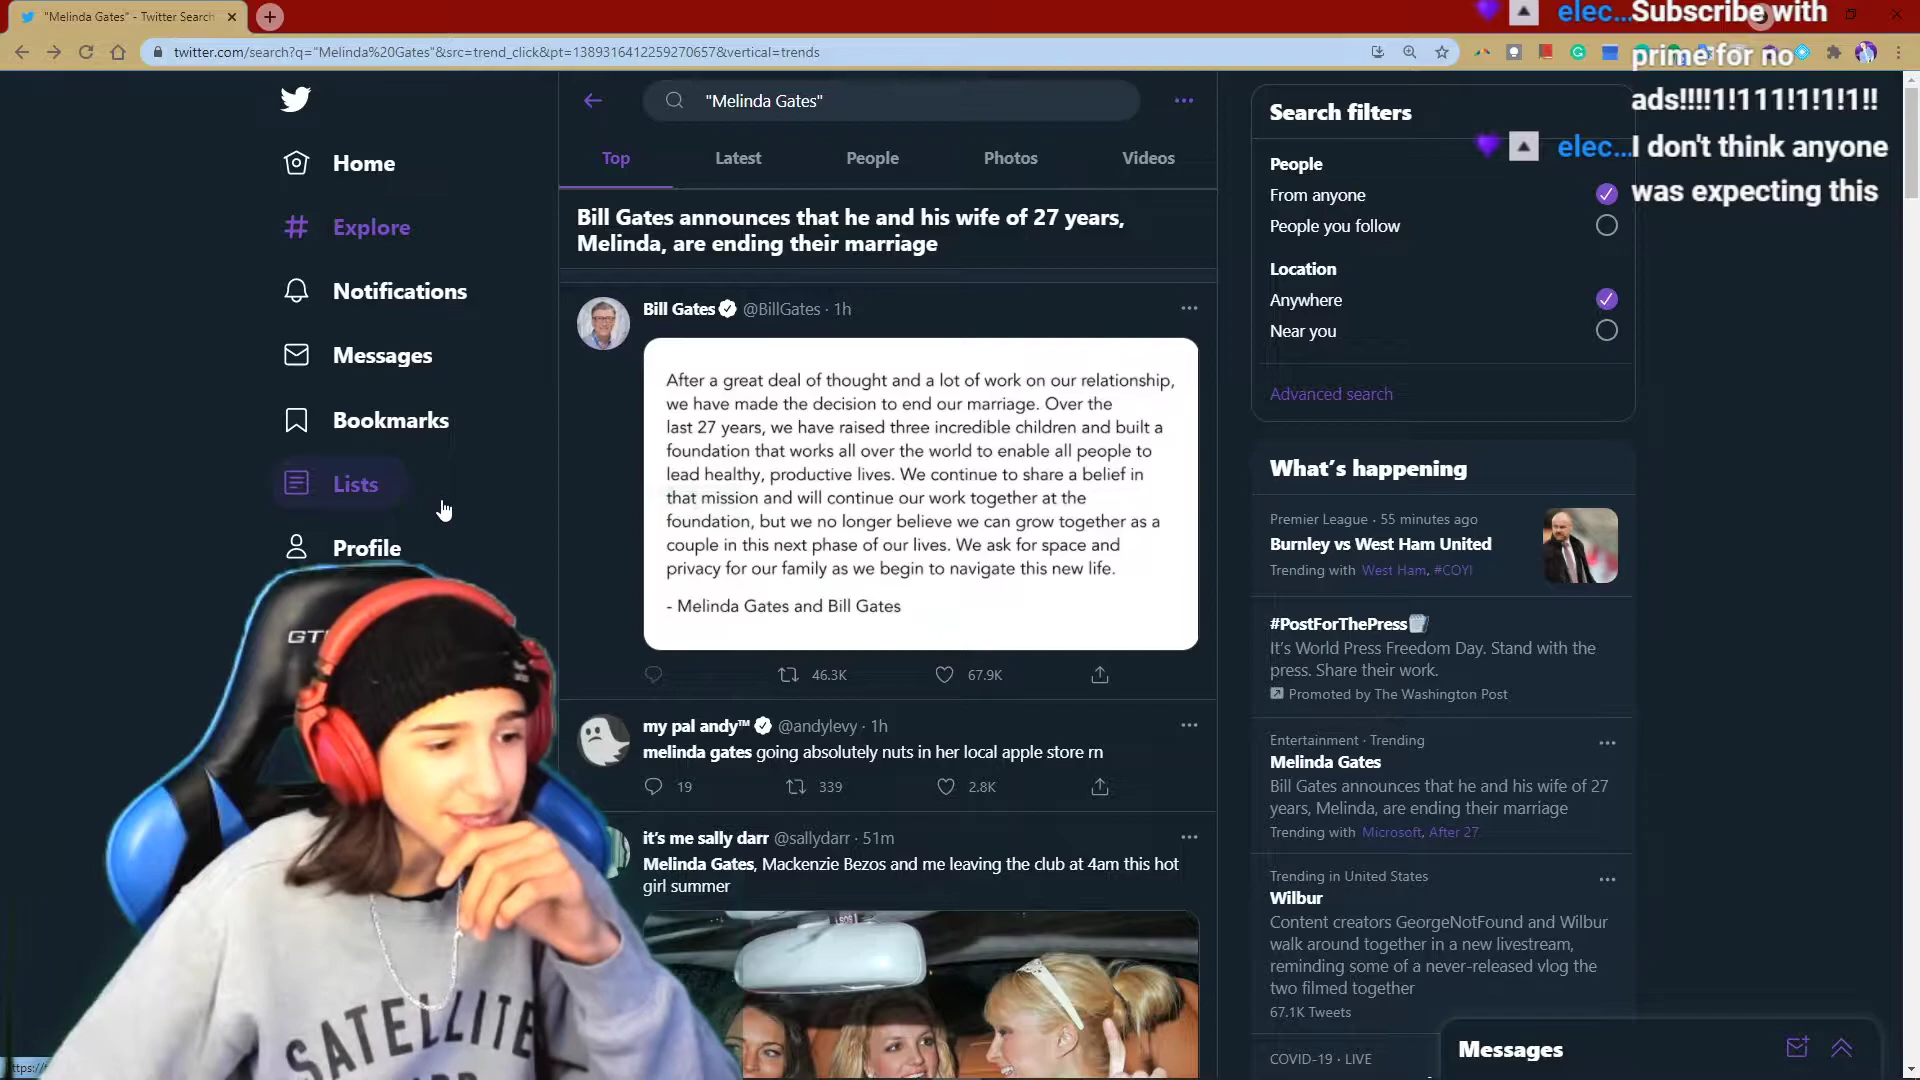 "Melinda Gates" - Twitter Search
twitter.com/search?q="Melinda%20Gates"&src=trend_click&pt=1389316412259270657&vertical=trends
elec...Subscribe with
prime for no
ads!!!!1!111!1!1!1!!
elec...I don't think anyone
was expecting this
Home
Explore
Notifications
Messages
Bookmarks
Lists
Profile
"Melinda Gates"
Top
Latest
People
Photos
Videos
Bill Gates announces that he and his wife of 27 years,
Melinda, are ending their marriage
Bill Gates @BillGates · 1h
After a great deal of thought and a lot of work on our relationship,
we have made the decision to end our marriage. Over the
last 27 years, we have raised three incredible children and built a
foundation that works all over the world to enable all people to
lead healthy, productive lives. We continue to share a belief in
that mission and will continue our work together at the
foundation, but we no longer believe we can grow together as a
couple in this next phase of our lives. We ask for space and
privacy for our family as we begin to navigate this new life.
- Melinda Gates and Bill Gates
46.3K
67.9K
my pal andy™ @andylevy · 1h
melinda gates going absolutely nuts in her local apple store rn
19
339
2.8K
it's me sally darr @sallydarr · 51m
Melinda Gates, Mackenzie Bezos and me leaving the club at 4am this hot
girl summer
Search filters
People
From anyone
People you follow
Location
Anywhere
Near you
Advanced search
What's happening
Premier League · 55 minutes ago
Burnley vs West Ham United
Trending with West Ham, #COYI
#PostForThePress
It's World Press Freedom Day. Stand with the
press. Share their work.
Promoted by The Washington Post
Entertainment · Trending
Melinda Gates
Bill Gates announces that he and his wife of 27
years, Melinda, are ending their marriage
Trending with Microsoft, After 27
Trending in United States
Wilbur
Content creators GeorgeNotFound and Wilbur
walk around together in a new livestream,
reminding some of a never-released vlog the
two filmed together
67.1K Tweets
COVID-19 · LIVE
Messages
SATELLITE